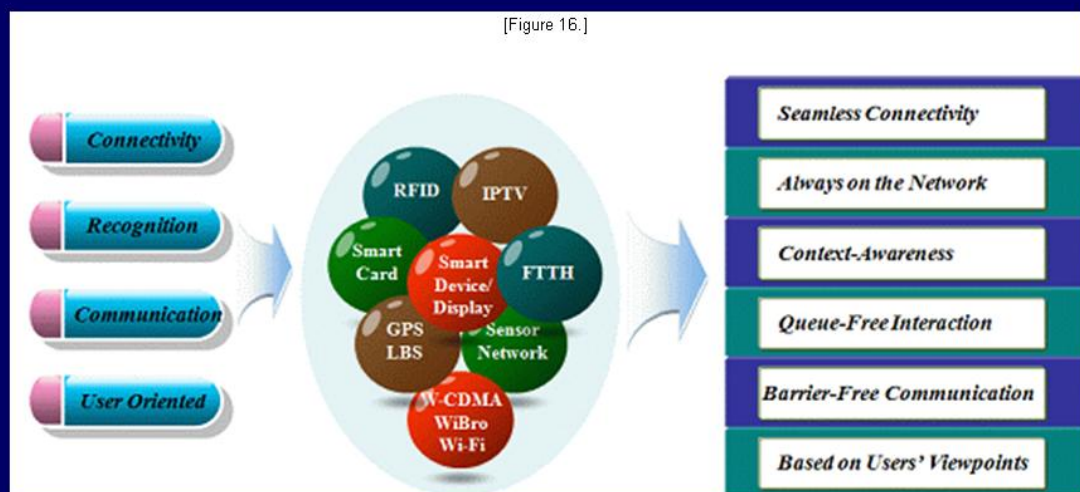 [Figure 16.]
Connectivity
Recognition
Communication
User Oriented
RFID
IPTV
Smart
Card
Smart
Device/
Display
FTTH
GPS
LBS
Sensor
Network
W-CDMA
WiBro
Wi-Fi
Seamless Connectivity
Always on the Network
Context-Awareness
Queue-Free Interaction
Barrier-Free Communication
Based on Users' Viewpoints